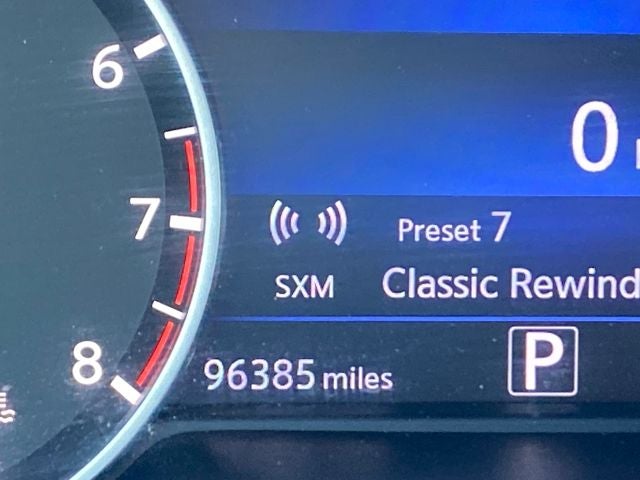 6
0
7
Preset 7
SXM
Classic Rewind
8
96385 miles
P